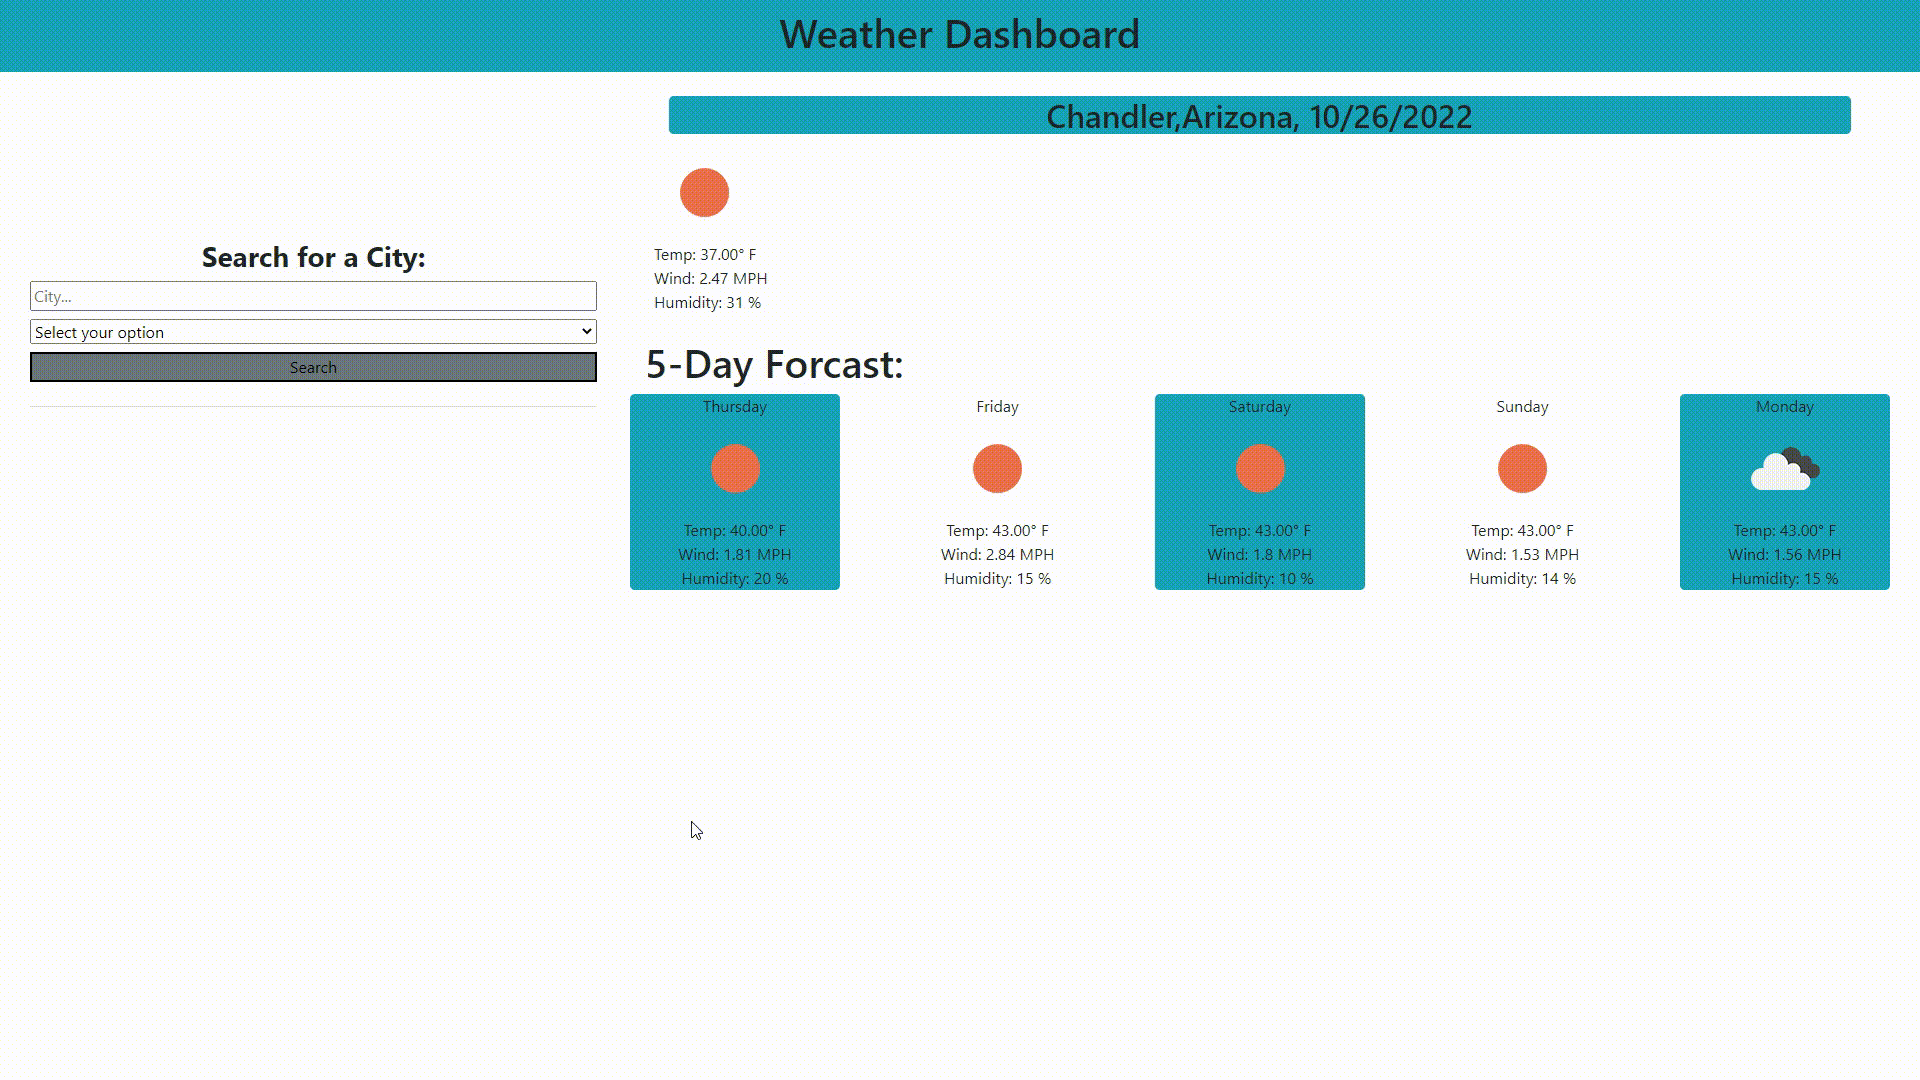 Weather Dashboard
Chandler,Arizona, 10/26/2022
Search for a City:
City...
Select your option
Search
Temp: 37.00° F
Wind: 2.47 MPH
Humidity: 31 %
5-Day Forcast:
Thursday
Temp: 40.00° F
Wind: 1.81 MPH
Humidity: 20 %
Friday
Temp: 43.00° F
Wind: 2.84 MPH
Humidity: 15 %
Saturday
Temp: 43.00° F
Wind: 1.8 MPH
Humidity: 10 %
Sunday
Temp: 43.00° F
Wind: 1.53 MPH
Humidity: 14 %
Monday
Temp: 43.00° F
Wind: 1.56 MPH
Humidity: 15 %